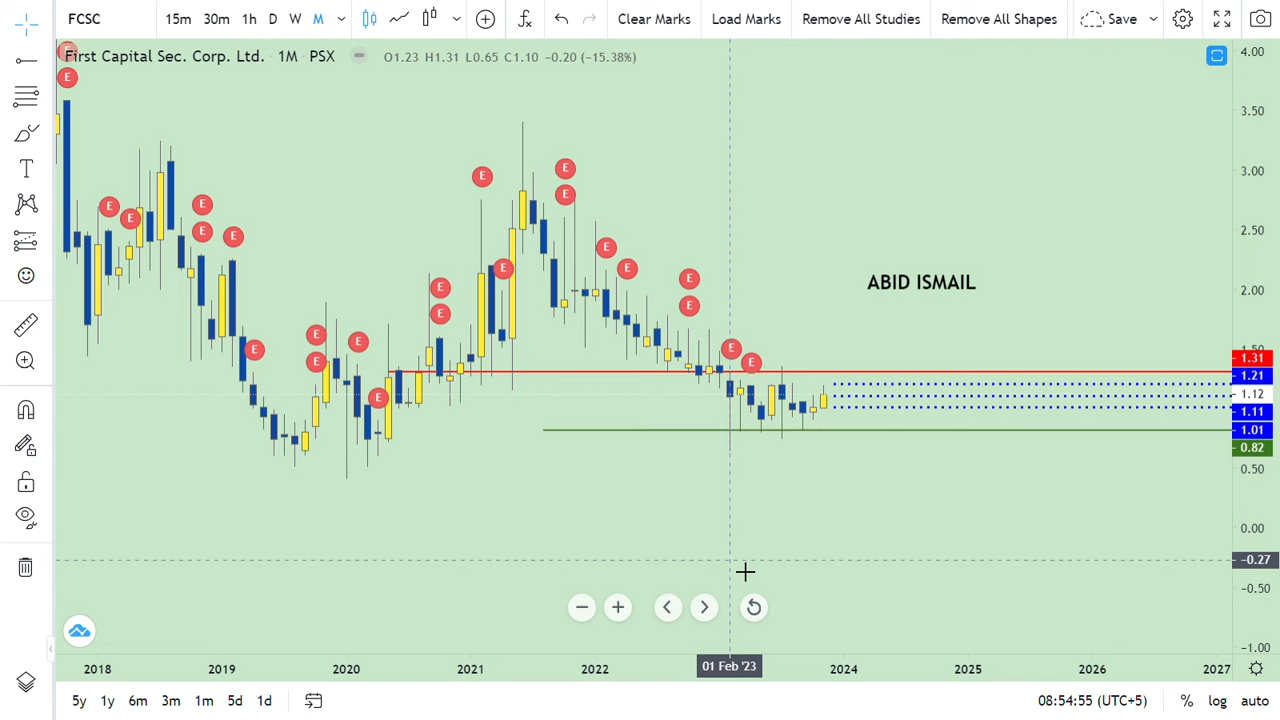 FCSC 15m 30m 1h D W M Clear Marks Load Marks Remove All Studies Remove All Shapes Save
First Capital Sec. Corp. Ltd. · 1M · PSX O1.23 H1.31 L0.65 C1.10 −0.20 (−15.38%)
4.00
E
E
3.50
3.00
E
E
E
E
E
E
E
E
2.50
E
E
E
E
E
E
2.00
ABID ISMAIL
E
E
E
E
E
E
E
E
E
1.31
1.21
1.12
1.11
1.01
0.82
0.50
0.00
−0.27
−0.50
−1.00
2018 2019 2020 2021 2022 01 Feb '23 2024 2025 2026 2027
5y 1y 6m 3m 1m 5d 1d 08:54:55 (UTC+5) % log auto